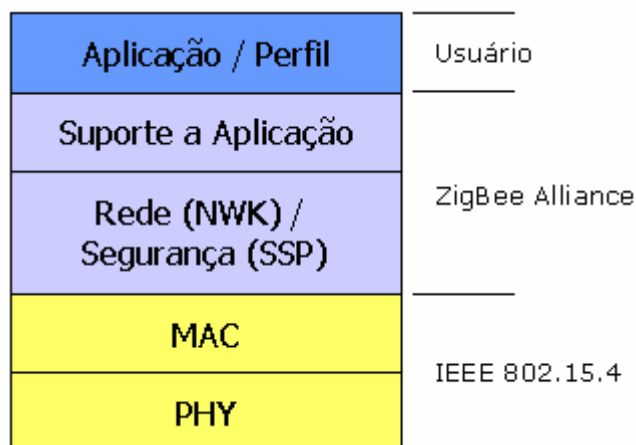 Aplicação / Perfil
Usuário
Suporte a Aplicação
ZigBee Alliance
Rede (NWK) /
Segurança (SSP)
MAC
IEEE 802.15.4
PHY